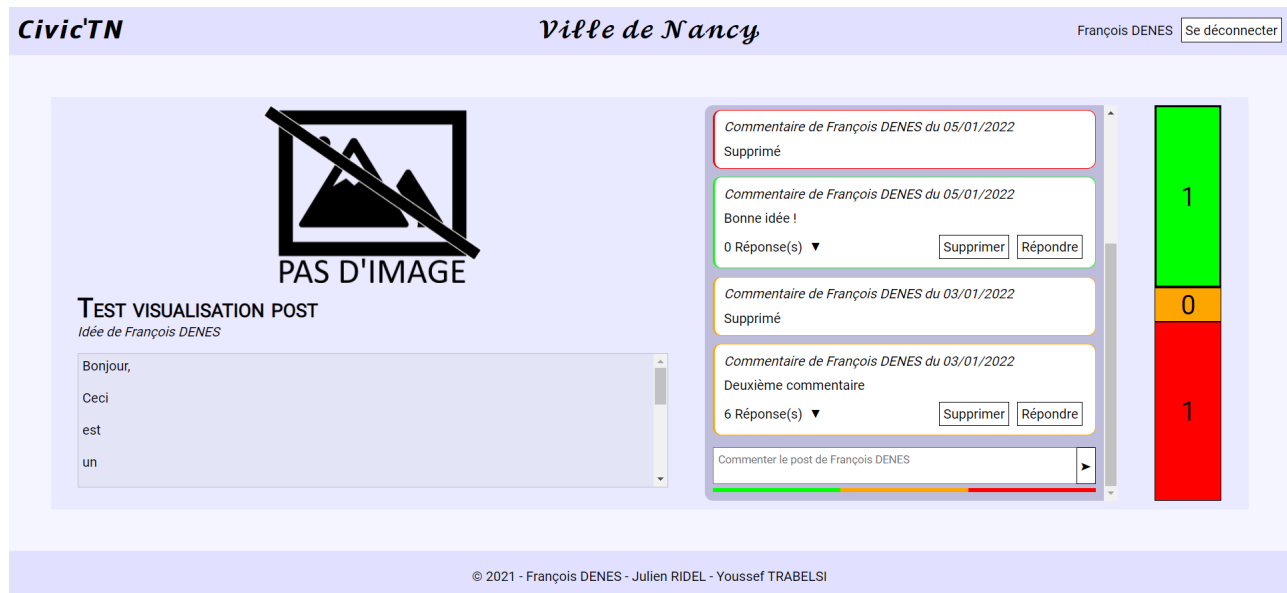 Civic'TN
Ville de Nancy
François DENES
Se déconnecter
PAS D'IMAGE
TEST VISUALISATION POST
Idée de François DENES
Bonjour,
Ceci
est
un
Commentaire de François DENES du 05/01/2022
Supprimé
Commentaire de François DENES du 05/01/2022
Bonne idée !
0 Réponse(s) ▼
Supprimer
Répondre
Commentaire de François DENES du 03/01/2022
Supprimé
Commentaire de François DENES du 03/01/2022
Deuxième commentaire
6 Réponse(s) ▼
Supprimer
Répondre
Commenter le post de François DENES
➤
1
0
1
© 2021 - François DENES - Julien RIDEL - Youssef TRABELSI